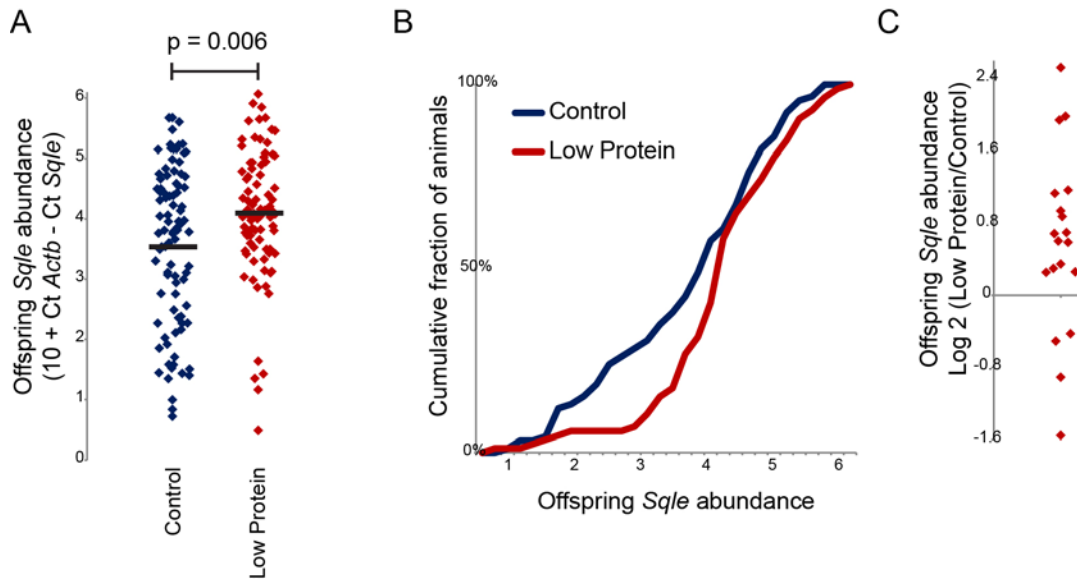 A
p = 0.006
Offspring Sqle abundance
(10 + Ct Actb - Ct Sqle)
6
5
4
3
2
1
0
Control
Low Protein
B
Cumulative fraction of animals
100%
50%
0%
Control
Low Protein
1 2 3 4 5 6
Offspring Sqle abundance
C
Offspring Sqle abundance
Log 2 (Low Protein/Control)
2.4
1.6
0.8
0
-0.8
-1.6